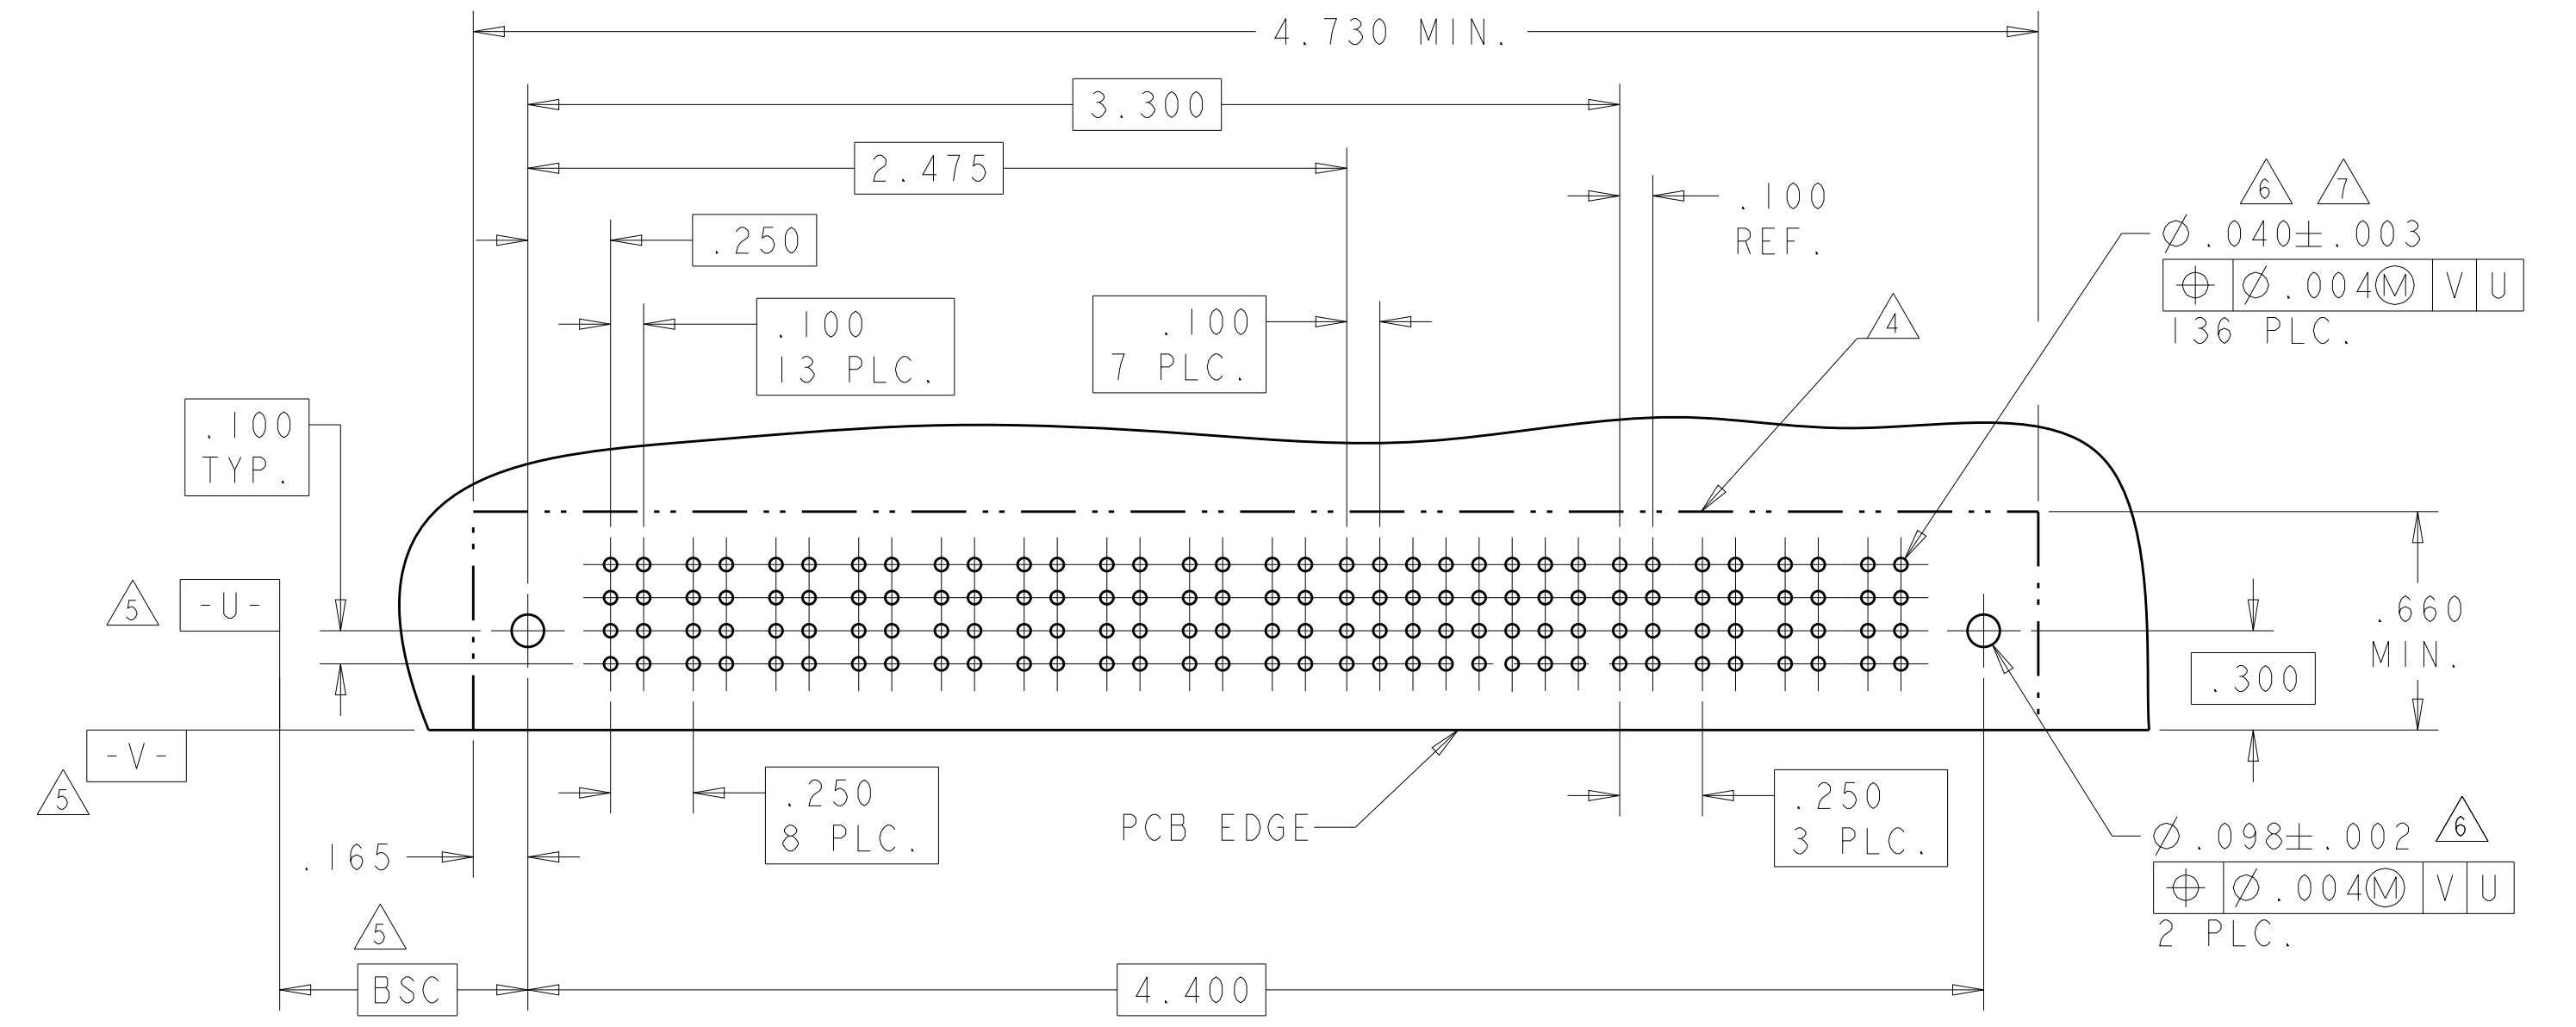 4.730 MIN.
3.300
2.475
.250
.100
REF.
6 7
Ø.040±.003
⌖ Ø.004Ⓜ V U
136 PLC.
.100
13 PLC.
.100
7 PLC.
4
.100
TYP.
5 -U-
-V-
5
.660
MIN.
.300
.250
8 PLC.
PCB EDGE
.250
3 PLC.
.165
Ø.098±.002 6
⌖ Ø.004Ⓜ V U
2 PLC.
5
BSC
4.400